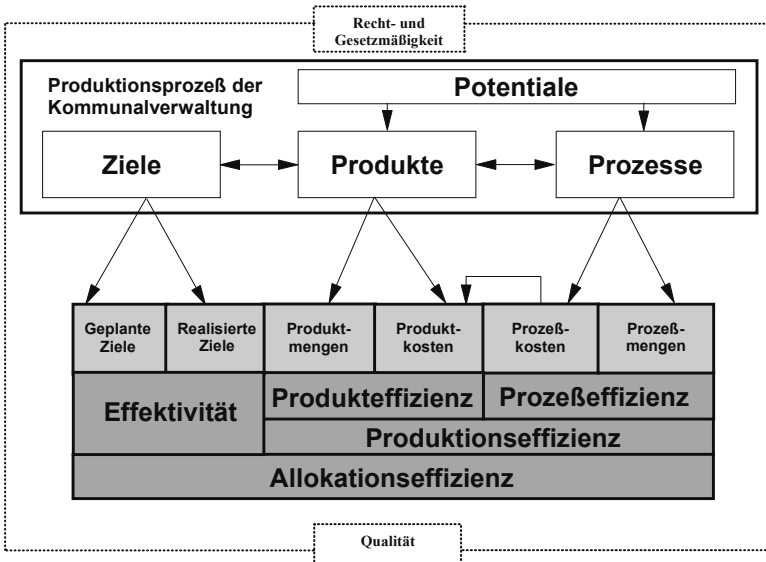 Recht- und
Gesetzmäßigkeit
Produktionsprozeß der
Kommunalverwaltung
Potentiale
Ziele
Produkte
Prozesse
Geplante
Ziele
Realisierte
Ziele
Produkt-
mengen
Produkt-
kosten
Prozeß-
kosten
Prozeß-
mengen
Effektivität
Produkteffizienz
Prozeßeffizienz
Produktionseffizienz
Allokationseffizienz
Qualität